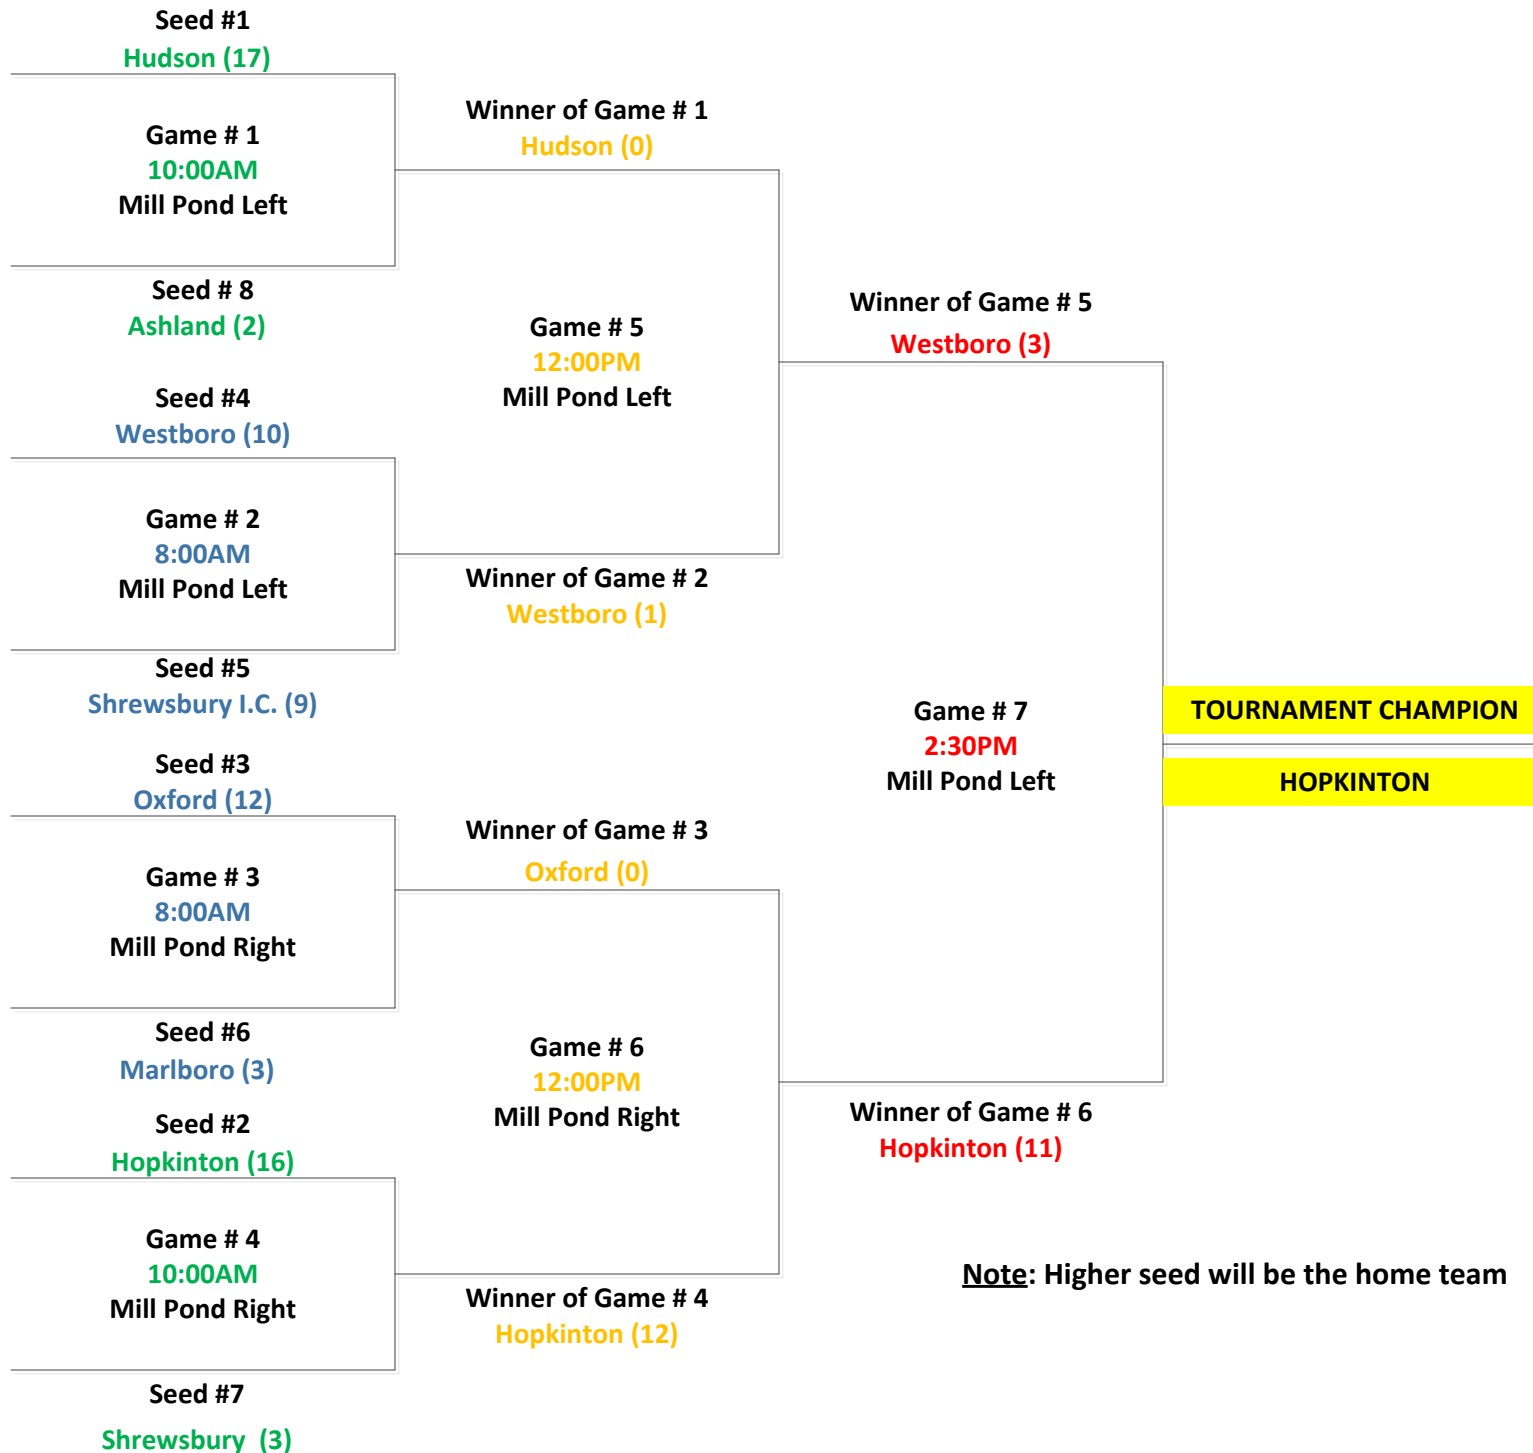 Seed #1
Hudson (17)
Game # 1
10:00AM
Mill Pond Left
Seed # 8
Ashland (2)
Seed #4
Westboro (10)
Game # 2
8:00AM
Mill Pond Left
Seed #5
Shrewsbury I.C. (9)
Seed #3
Oxford (12)
Game # 3
8:00AM
Mill Pond Right
Seed #6
Marlboro (3)
Seed #2
Hopkinton (16)
Game # 4
10:00AM
Mill Pond Right
Seed #7
Shrewsbury (3)
Winner of Game # 1
Hudson (0)
Game # 5
12:00PM
Mill Pond Left
Winner of Game # 2
Westboro (1)
Winner of Game # 3
Oxford (0)
Game # 6
12:00PM
Mill Pond Right
Winner of Game # 4
Hopkinton (12)
Winner of Game # 5
Westboro (3)
Game # 7
2:30PM
Mill Pond Left
Winner of Game # 6
Hopkinton (11)
TOURNAMENT CHAMPION
HOPKINTON
Note: Higher seed will be the home team